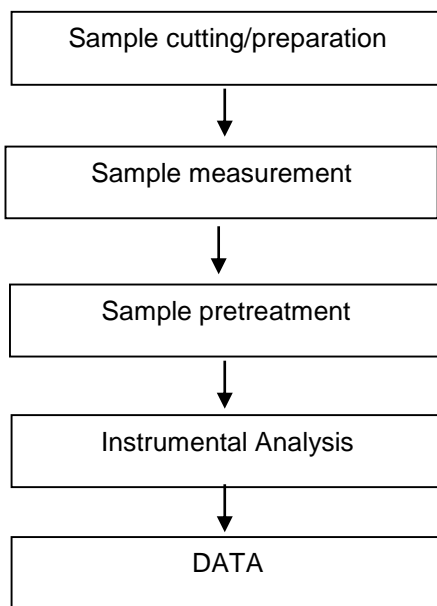 Sample cutting/preparation
Sample measurement
Sample pretreatment
Instrumental Analysis
DATA